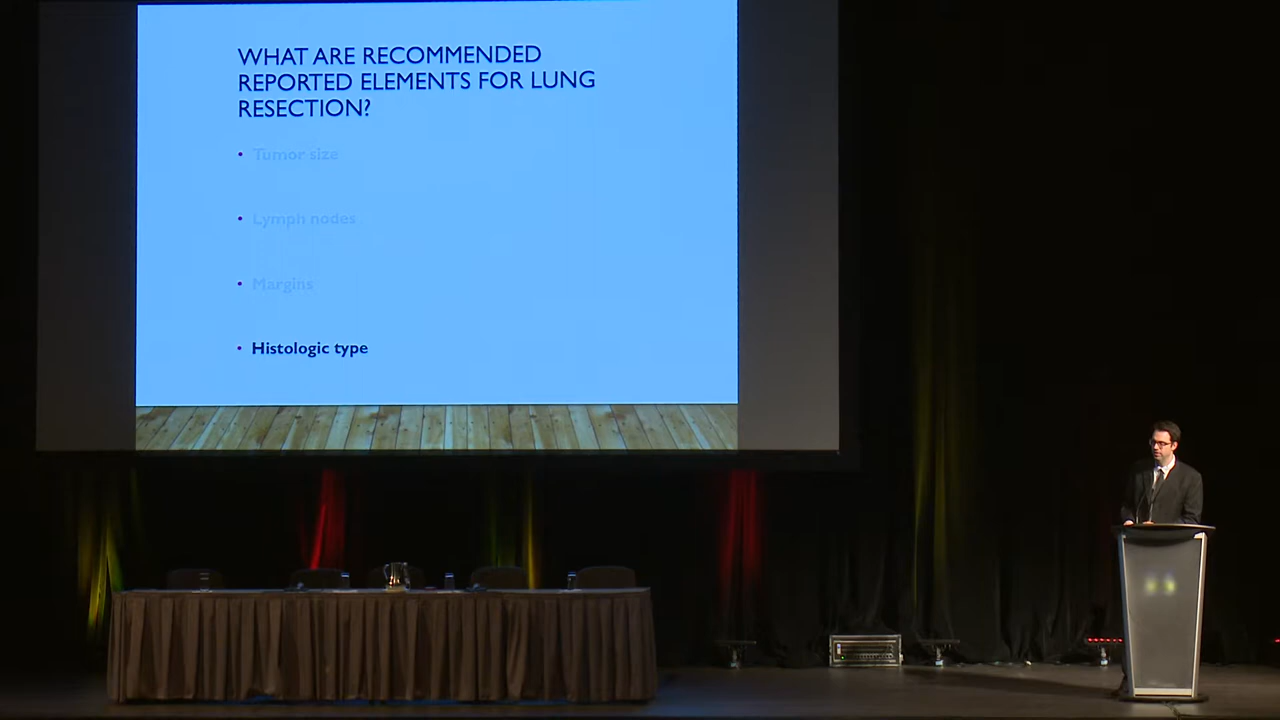 WHAT ARE RECOMMENDED
REPORTED ELEMENTS FOR LUNG
RESECTION?
• Tumor size
• Lymph nodes
• Margins
• Histologic type